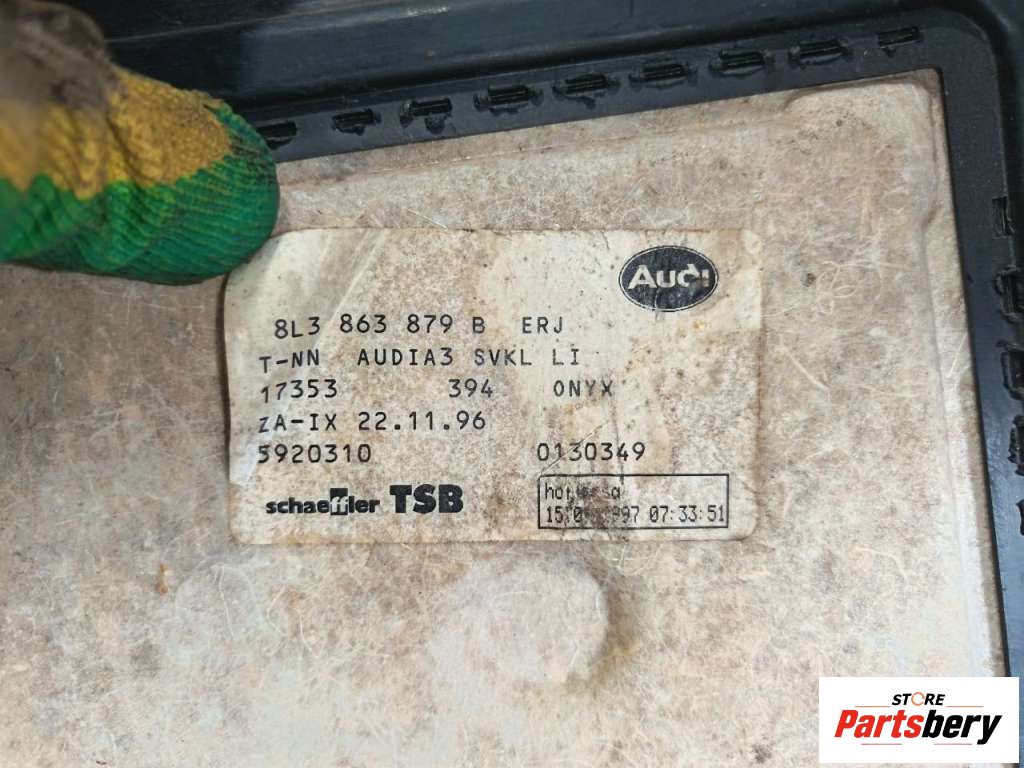 Audi
8L3 863 879 B ERJ
T-NN AUDIA3 SVKL LI
17353 394 ONYX
ZA-IX 22.11.96
5920310 0130349
schaeffler TSB
07:33:51
STORE
Partsbery